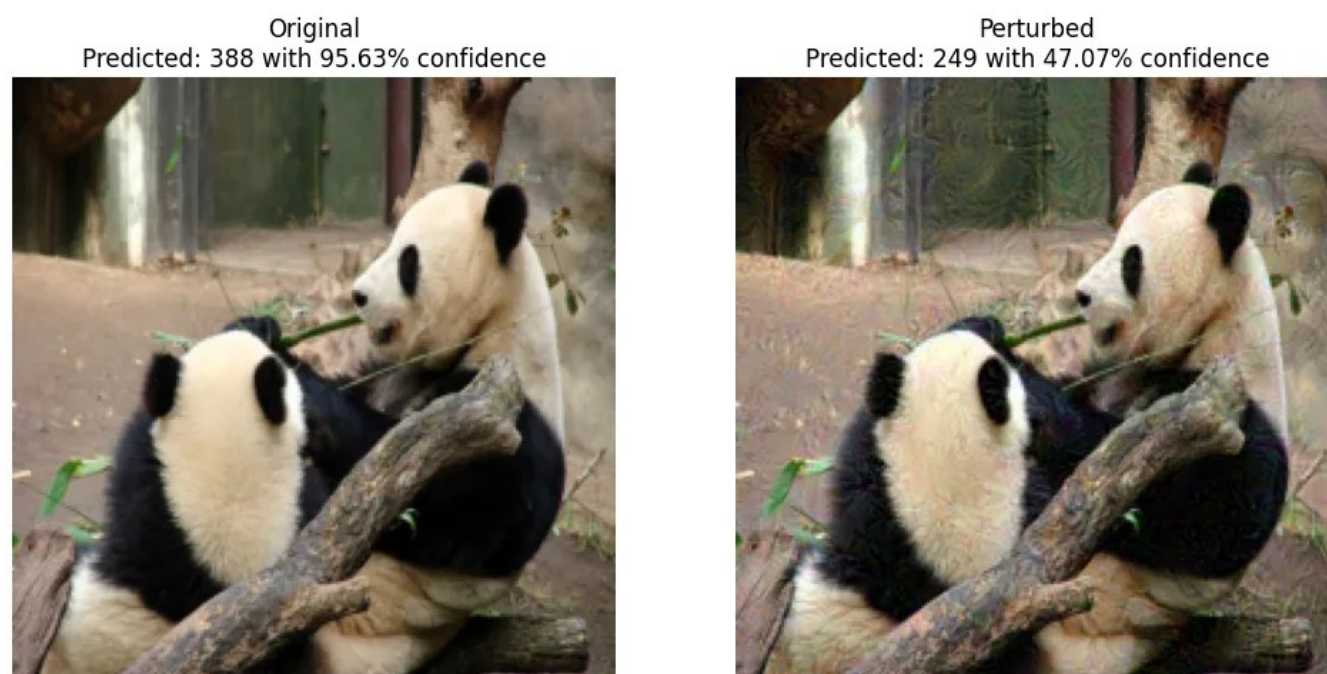 Original
Predicted: 388 with 95.63% confidence
Perturbed
Predicted: 249 with 47.07% confidence